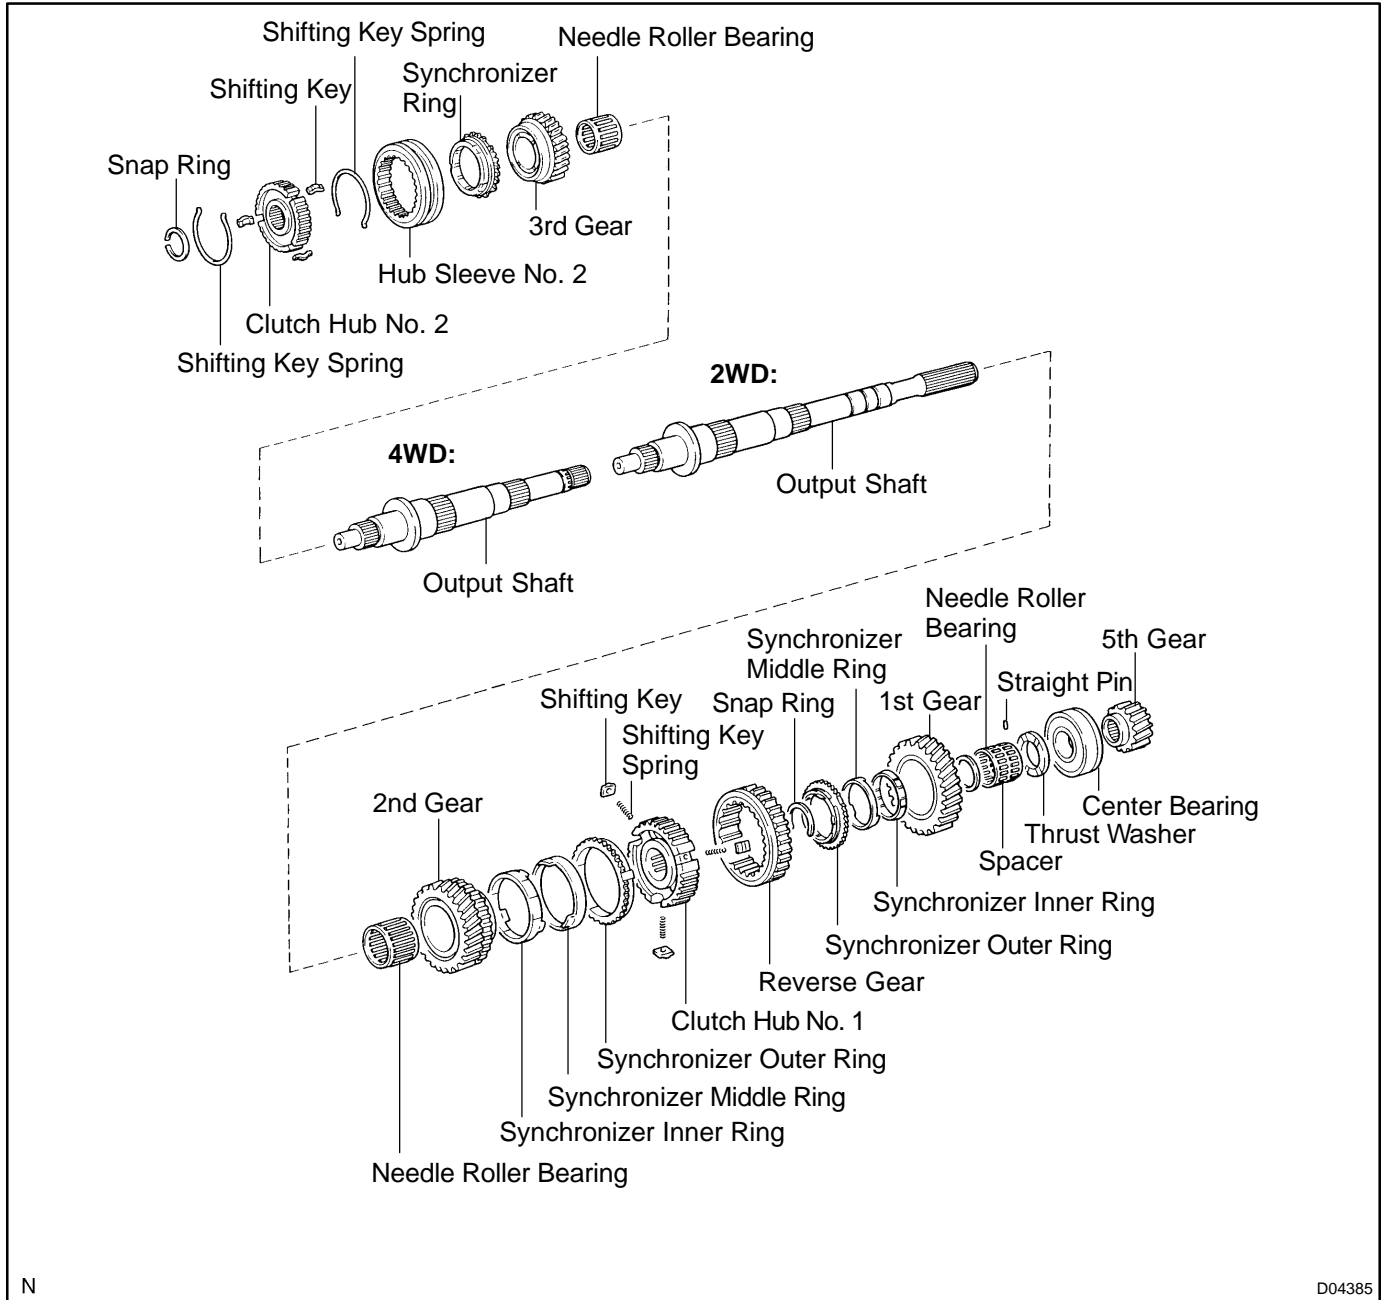 Shifting Key Spring
Needle Roller Bearing
Synchronizer
Ring
Shifting Key
Snap Ring
3rd Gear
Hub Sleeve No. 2
Clutch Hub No. 2
Shifting Key Spring
2WD:
4WD:
Output Shaft
Output Shaft
Needle Roller
Bearing
Synchronizer
Middle Ring
5th Gear
Straight Pin
Shifting Key
Snap Ring
1st Gear
Shifting Key
Spring
2nd Gear
Center Bearing
Thrust Washer
Spacer
Synchronizer Inner Ring
Synchronizer Outer Ring
Reverse Gear
Clutch Hub No. 1
Synchronizer Outer Ring
Synchronizer Middle Ring
Synchronizer Inner Ring
Needle Roller Bearing
N
D04385